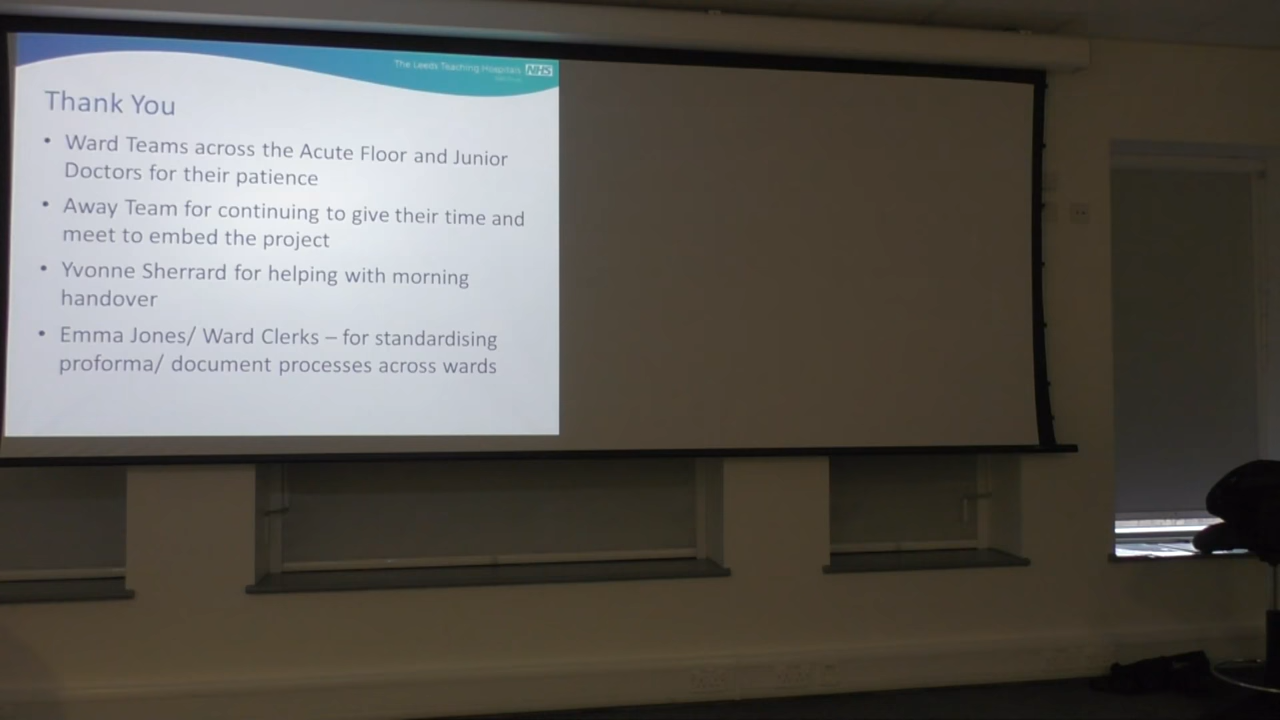 The Leeds Teaching Hospitals NHS
Thank You
• Ward Teams across the Acute Floor and Junior
Doctors for their patience
• Away Team for continuing to give their time and
meet to embed the project
• Yvonne Sherrard for helping with morning
handover
• Emma Jones/ Ward Clerks – for standardising
proforma/ document processes across wards